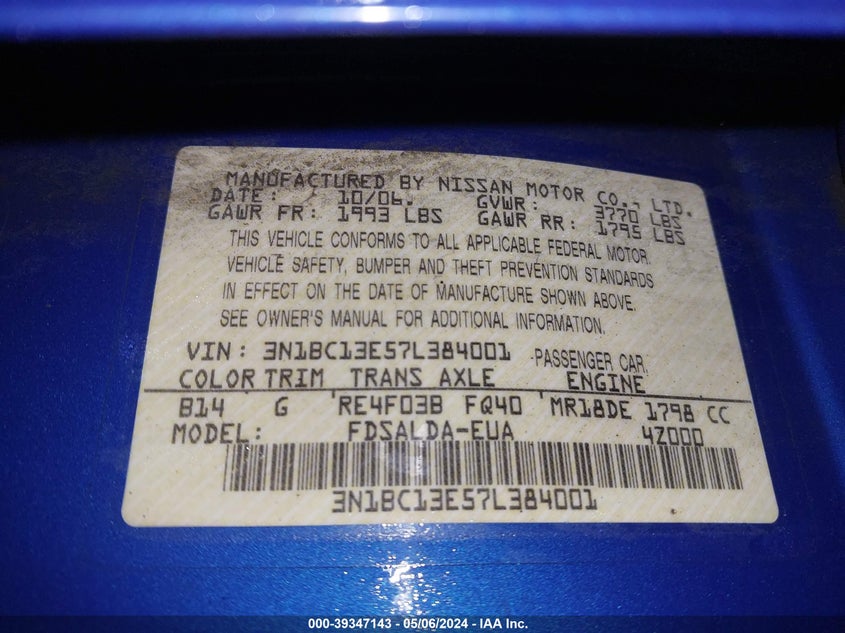 MANUFACTURED BY NISSAN MOTOR CO., LTD.
DATE: 10/06. GVWR: 3770 LBS
GAWR FR: 1993 LBS GAWR RR: 1795 LBS
THIS VEHICLE CONFORMS TO ALL APPLICABLE FEDERAL MOTOR
VEHICLE SAFETY, BUMPER AND THEFT PREVENTION STANDARDS
IN EFFECT ON THE DATE OF MANUFACTURE SHOWN ABOVE.
SEE OWNER'S MANUAL FOR ADDITIONAL INFORMATION.
VIN: 3N1BC13E57L384001 PASSENGER CAR
COLOR TRIM TRANS AXLE ENGINE
B14 G RE4F03B FQ40 MR18DE 1798 CC
MODEL: FDSALDA-EUA 4Z000
3N1BC13E57L384001
000-39347143 - 05/06/2024 - IAA Inc.